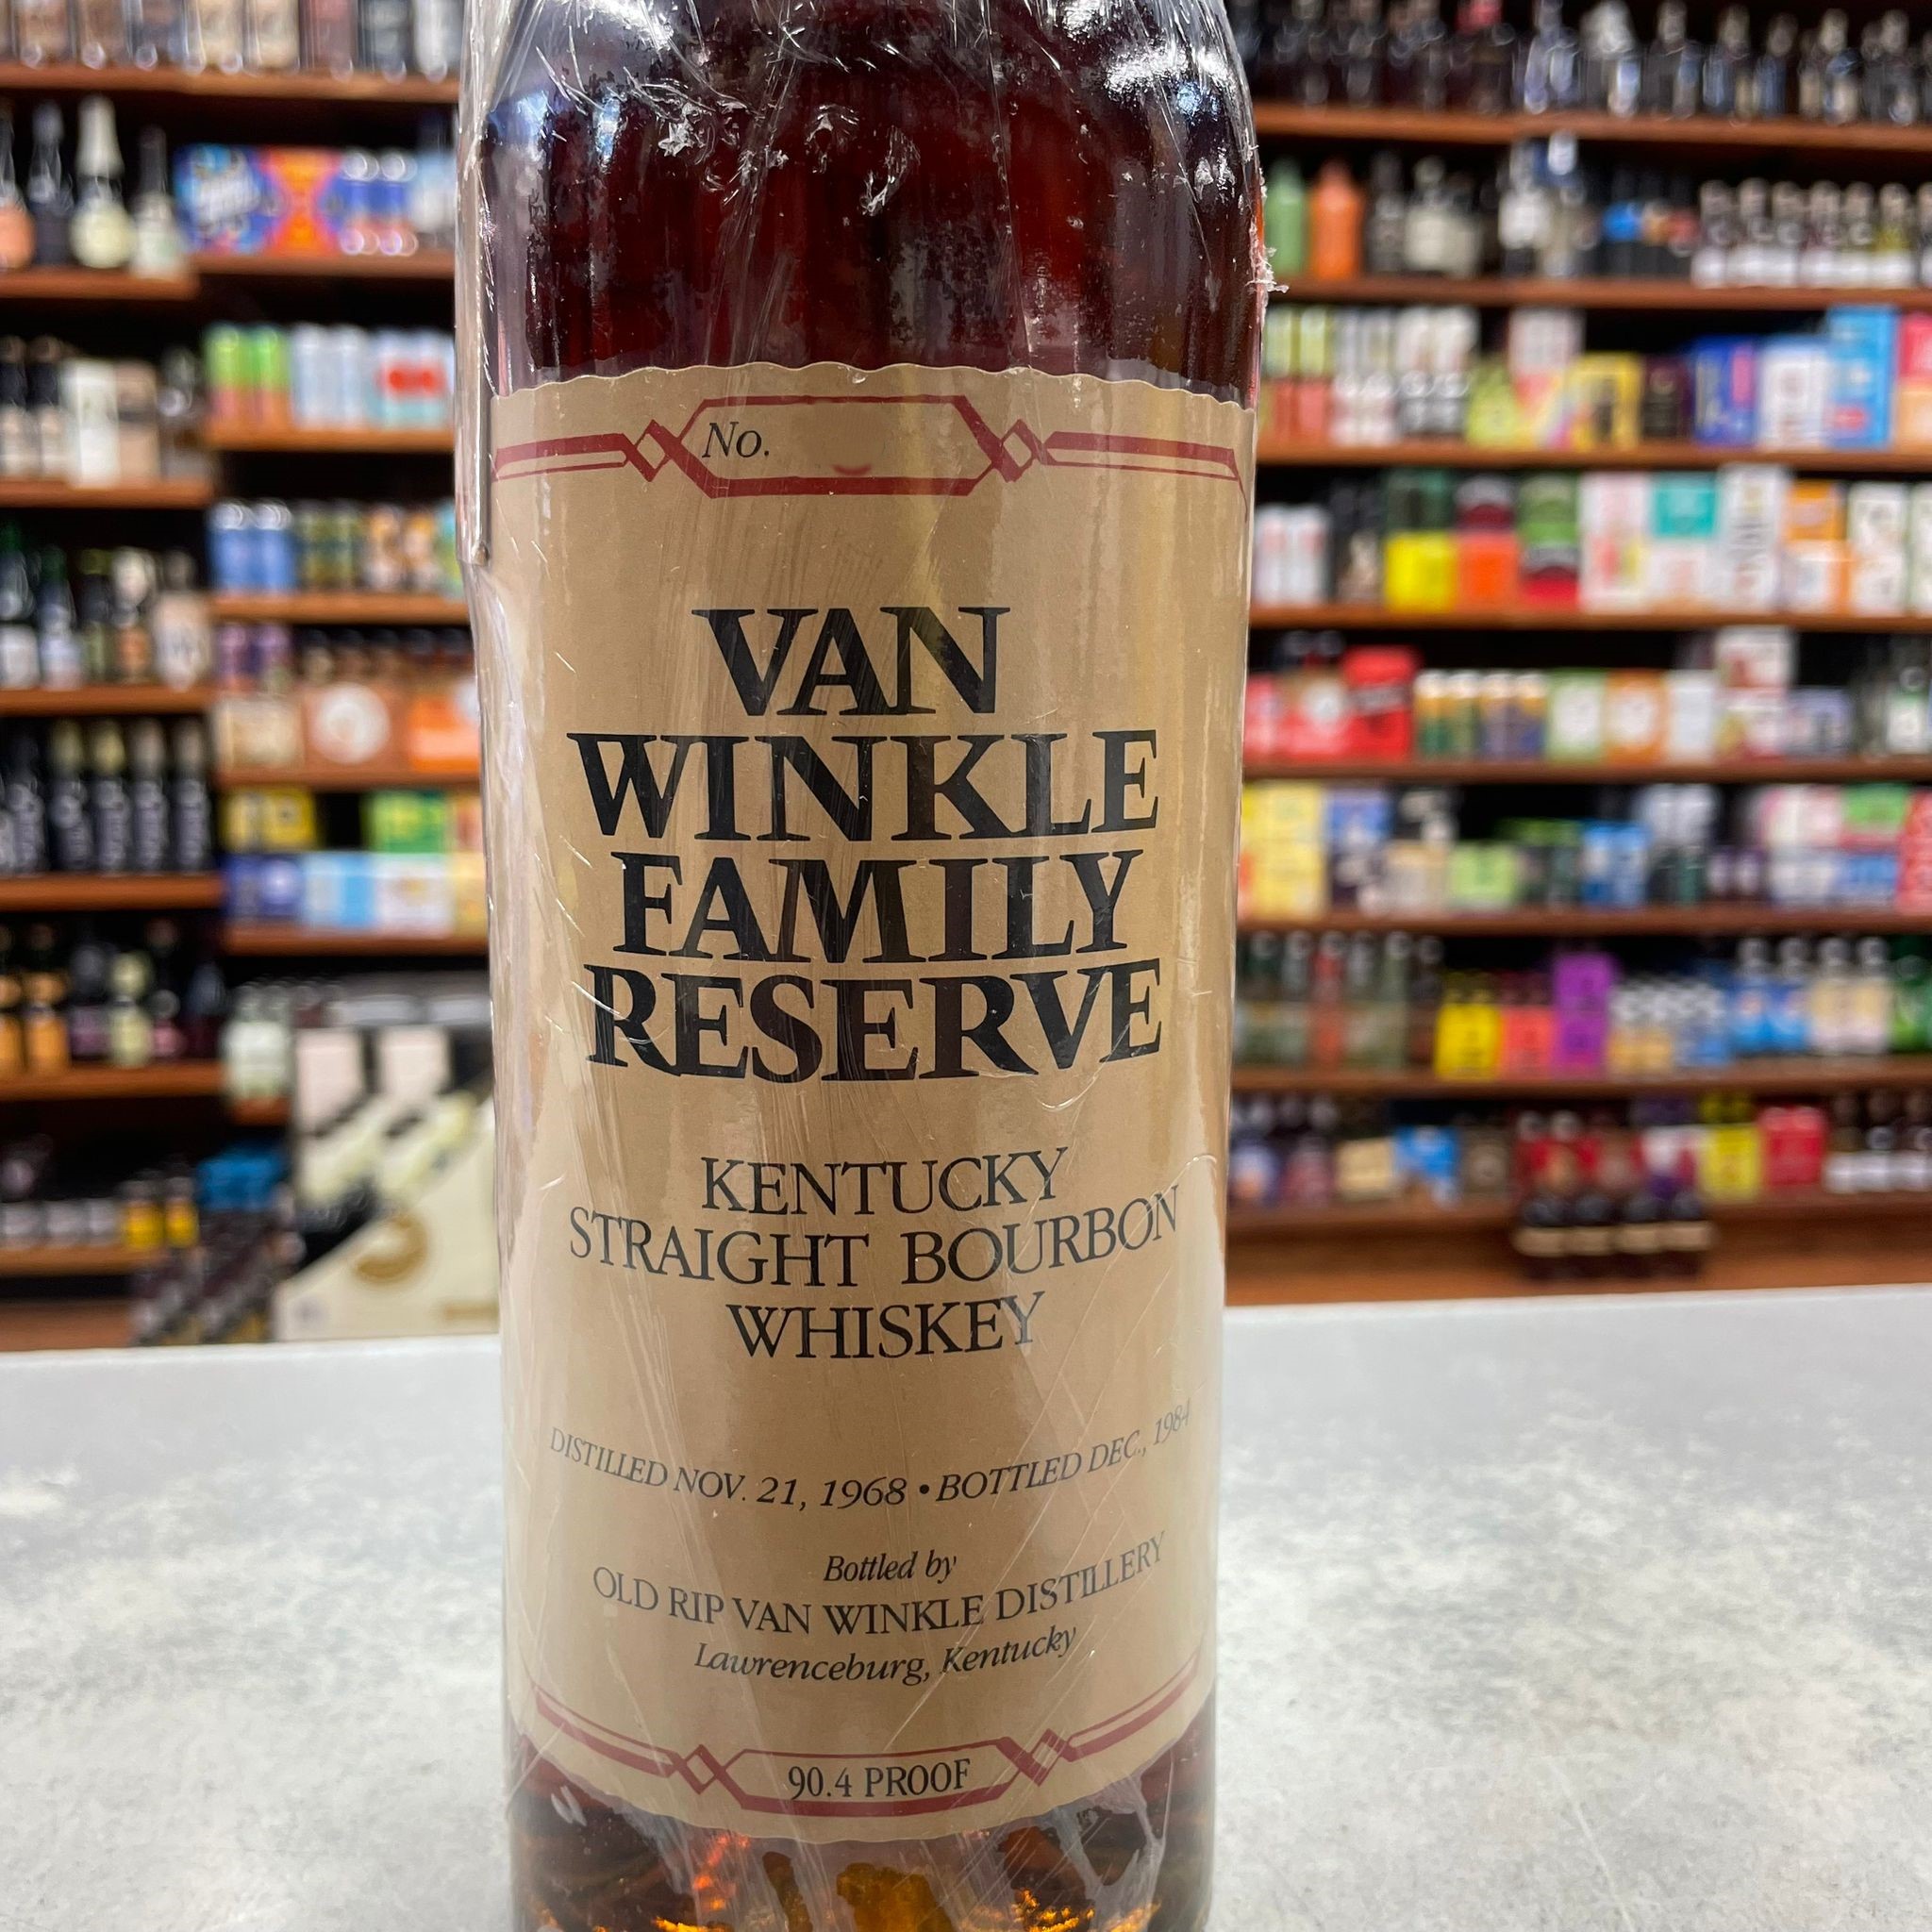 No.
VAN
WINKLE
FAMILY
RESERVE
KENTUCKY
STRAIGHT BOURBON
WHISKEY
DISTILLED NOV. 21, 1968 • BOTTLED DEC., 1984
Bottled by
OLD RIP VAN WINKLE DISTILLERY
Lawrenceburg, Kentucky
90.4 PROOF